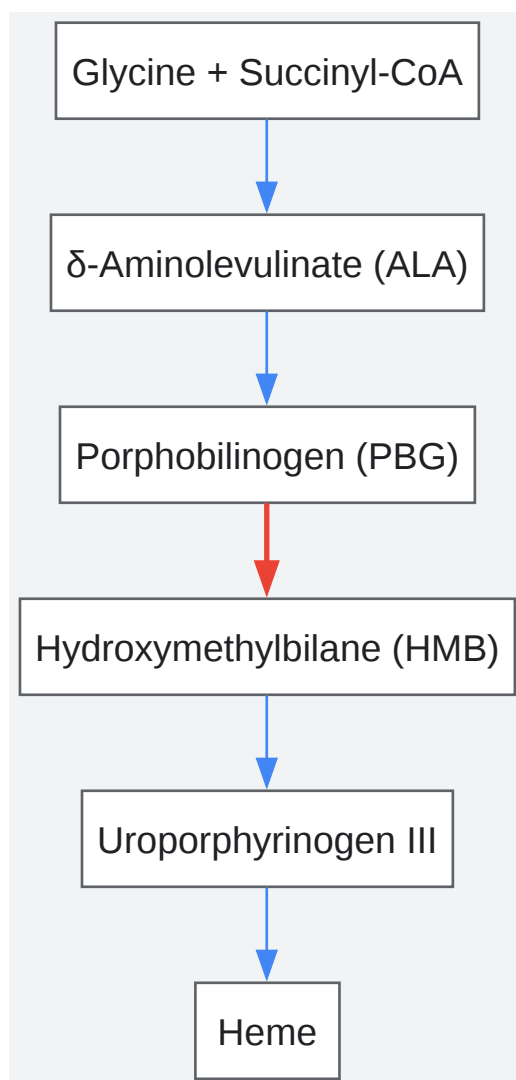 Glycine + Succinyl-CoA
δ-Aminolevulinate (ALA)
Porphobilinogen (PBG)
Hydroxymethylbilane (HMB)
Uroporphyrinogen III
Heme